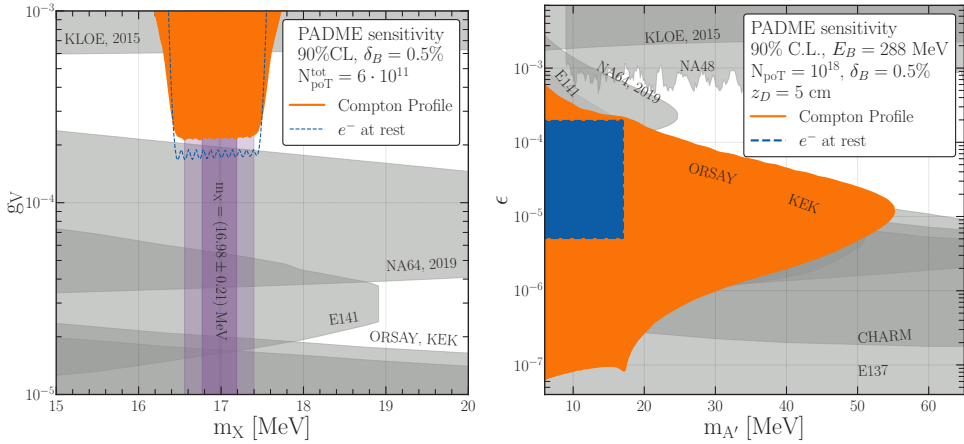 PADME sensitivity
90%CL, δ_B = 0.5%
N^tot_poT = 6 · 10^11
Compton Profile
e^− at rest
KLOE, 2015
NA64, 2019
E141
ORSAY, KEK
m_X = (16.98 ± 0.21) MeV
10^−3
10^−4
10^−5
g_V
15
16
17
18
19
20
m_X [MeV]
PADME sensitivity
90% C.L., E_B = 288 MeV
N_poT = 10^18, δ_B = 0.5%
z_D = 5 cm
Compton Profile
e^− at rest
KLOE, 2015
NA48
NA64, 2019
E141
ORSAY
KEK
CHARM
E137
10^−3
10^−4
10^−5
10^−6
10^−7
ϵ
10
20
30
40
50
60
m_A′ [MeV]